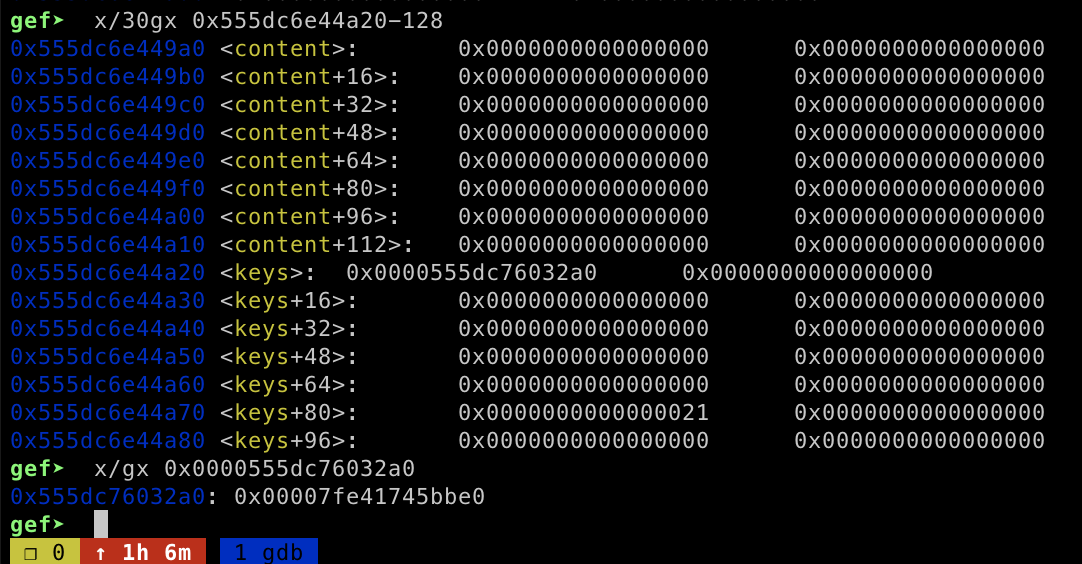 gef➤  x/30gx 0x555dc6e44a20-128
0x555dc6e449a0 <content>:	0x0000000000000000	0x0000000000000000
0x555dc6e449b0 <content+16>:	0x0000000000000000	0x0000000000000000
0x555dc6e449c0 <content+32>:	0x0000000000000000	0x0000000000000000
0x555dc6e449d0 <content+48>:	0x0000000000000000	0x0000000000000000
0x555dc6e449e0 <content+64>:	0x0000000000000000	0x0000000000000000
0x555dc6e449f0 <content+80>:	0x0000000000000000	0x0000000000000000
0x555dc6e44a00 <content+96>:	0x0000000000000000	0x0000000000000000
0x555dc6e44a10 <content+112>:	0x0000000000000000	0x0000000000000000
0x555dc6e44a20 <keys>:	0x0000555dc76032a0	0x0000000000000000
0x555dc6e44a30 <keys+16>:	0x0000000000000000	0x0000000000000000
0x555dc6e44a40 <keys+32>:	0x0000000000000000	0x0000000000000000
0x555dc6e44a50 <keys+48>:	0x0000000000000000	0x0000000000000000
0x555dc6e44a60 <keys+64>:	0x0000000000000000	0x0000000000000000
0x555dc6e44a70 <keys+80>:	0x0000000000000021	0x0000000000000000
0x555dc6e44a80 <keys+96>:	0x0000000000000000	0x0000000000000000
gef➤  x/gx 0x0000555dc76032a0
0x555dc76032a0: 0x00007fe41745bbe0
gef➤
❐ 0 ↑ 1h 6m 1 gdb